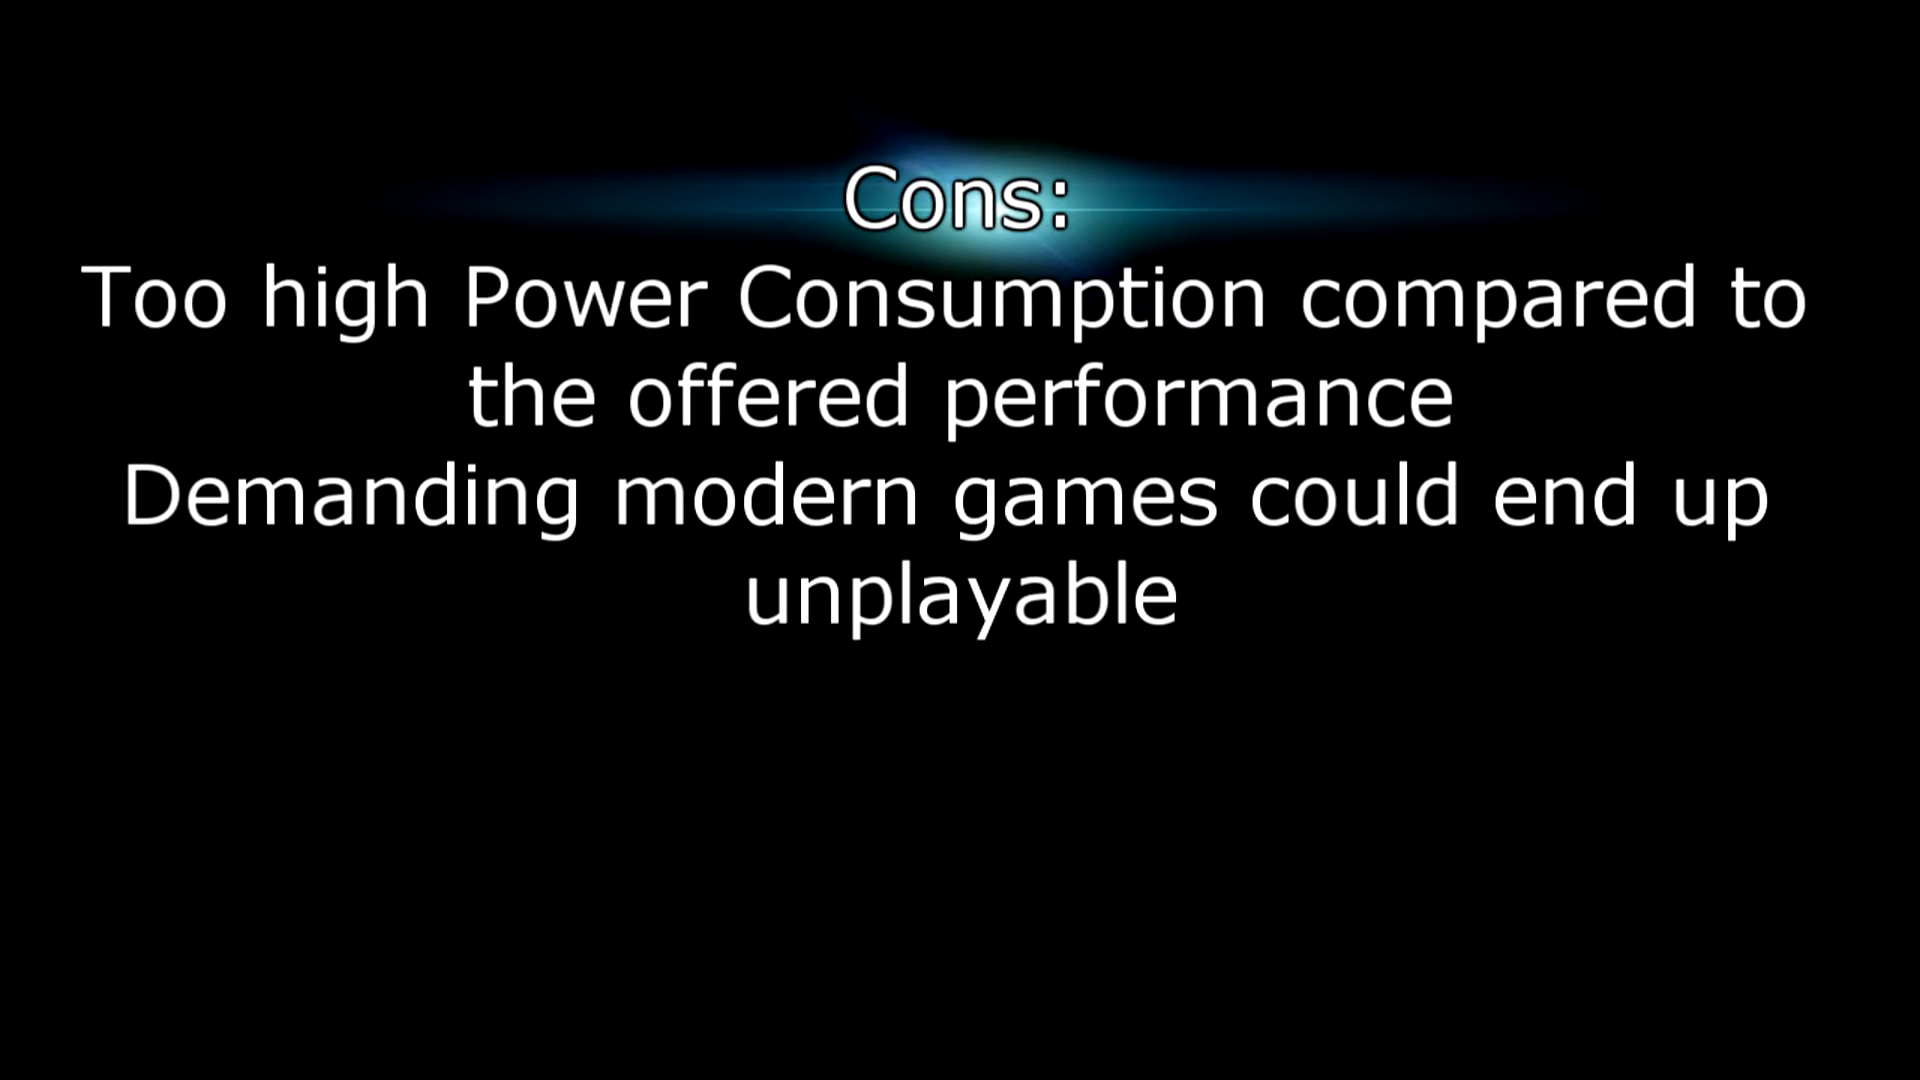 Cons:
Too high Power Consumption compared to
the offered performance
Demanding modern games could end up
unplayable